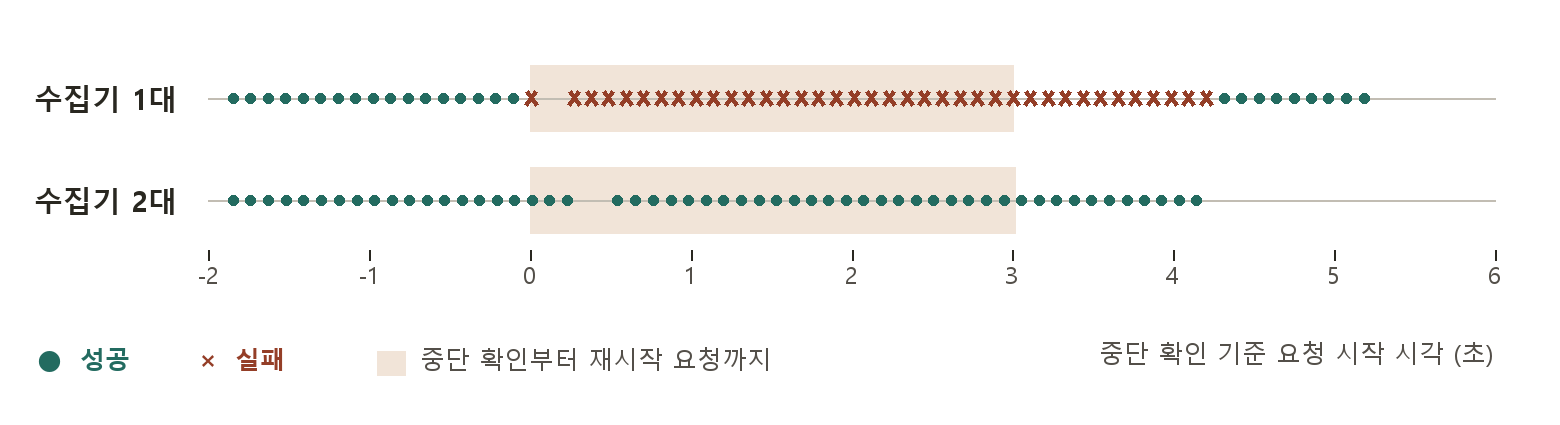 수집기 1대
수집기 2대
-2 -1 0 1 2 3 4 5 6
성공 × 실패 중단 확인부터 재시작 요청까지 중단 확인 기준 요청 시작 시각 (초)